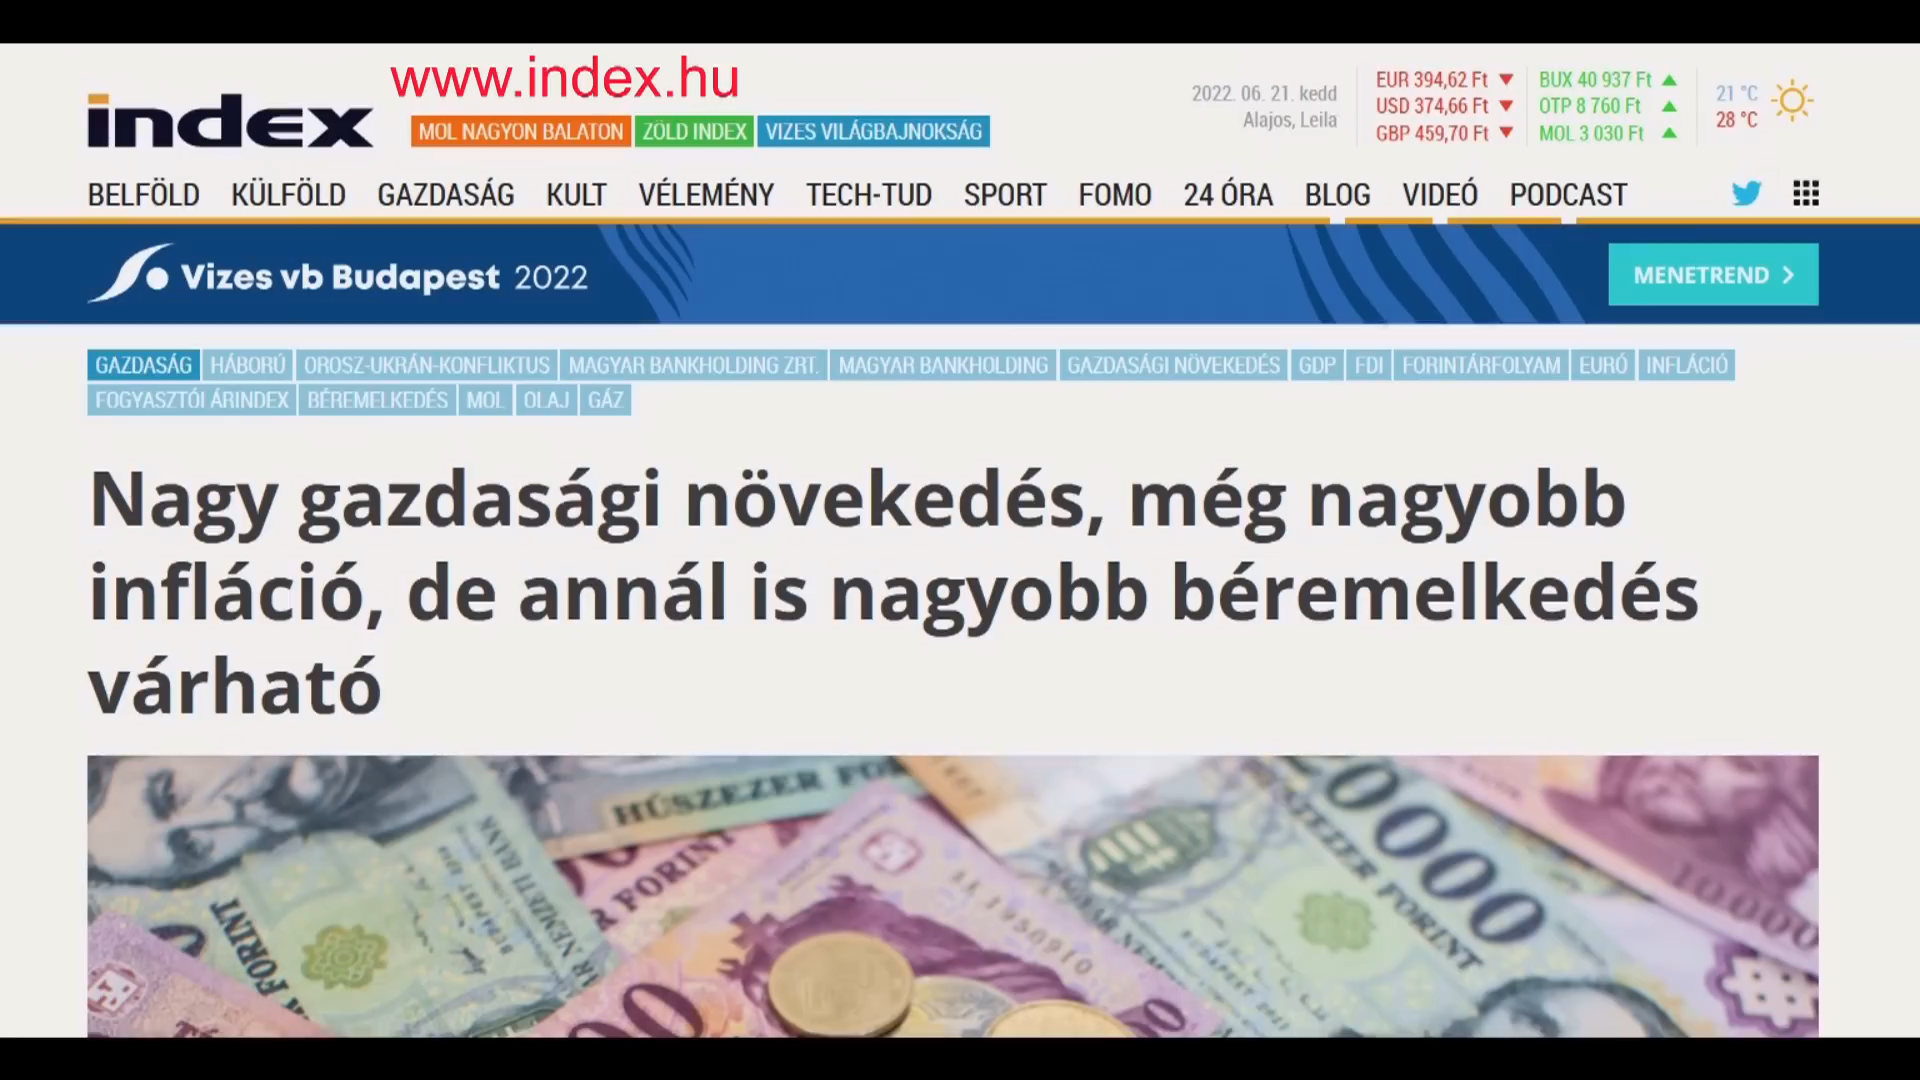 www.index.hu
index
MOL NAGYON BALATON ZÖLD INDEX VIZES VILÁGBAJNOKSÁG
2022. 06. 21. kedd
Alajos, Leila
EUR 394,62 Ft
USD 374,66 Ft
GBP 459,70 Ft
BUX 40 937 Ft
OTP 8 760 Ft
MOL 3 030 Ft
21 °C
28 °C
BELFÖLD KÜLFÖLD GAZDASÁG KULT VÉLEMÉNY TECH-TUD SPORT FOMO 24 ÓRA BLOG VIDEÓ PODCAST
Vizes vb Budapest 2022
MENETREND
GAZDASÁG HÁBORÚ OROSZ-UKRÁN-KONFLIKTUS MAGYAR BANKHOLDING ZRT. MAGYAR BANKHOLDING GAZDASÁGI NÖVEKEDÉS GDP FDI FORINTÁRFOLYAM EURÓ INFLÁCIÓ
FOGYASZTÓI ÁRINDEX BÉREMELKEDÉS MOL OLAJ GÁZ
Nagy gazdasági növekedés, még nagyobb
infláció, de annál is nagyobb béremelkedés
várható
HÚSZEZER
FORINT
FORINT
NEMZETI BANK
FORINT
10000